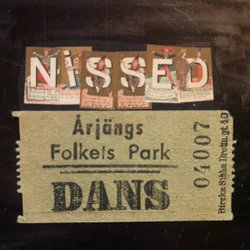 NiSSED
Årjängs
Folkets Park
DANS
04007